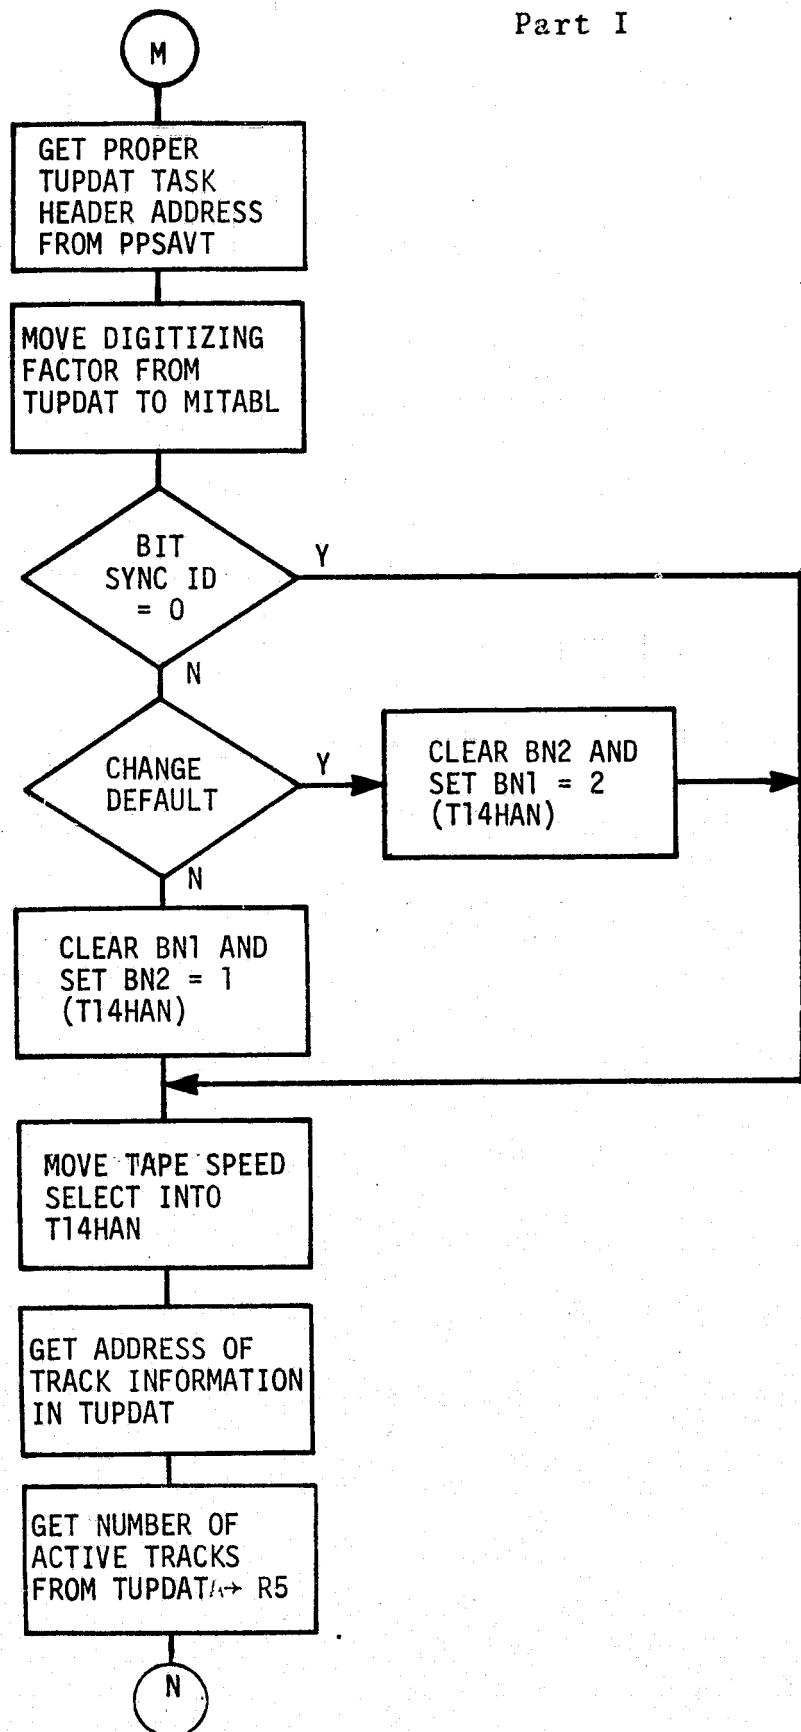 Part I
M
GET PROPER
TUPDAT TASK
HEADER ADDRESS
FROM PPSAVT
MOVE DIGITIZING
FACTOR FROM
TUPDAT TO MITABL
BIT
SYNC ID
= 0
Y
N
CHANGE
DEFAULT
Y
CLEAR BN2 AND
SET BN1 = 2
(T14HAN)
N
CLEAR BN1 AND
SET BN2 = 1
(T14HAN)
MOVE TAPE SPEED
SELECT INTO
T14HAN
GET ADDRESS OF
TRACK INFORMATION
IN TUPDAT
GET NUMBER OF
ACTIVE TRACKS
FROM TUPDAT → R5
N